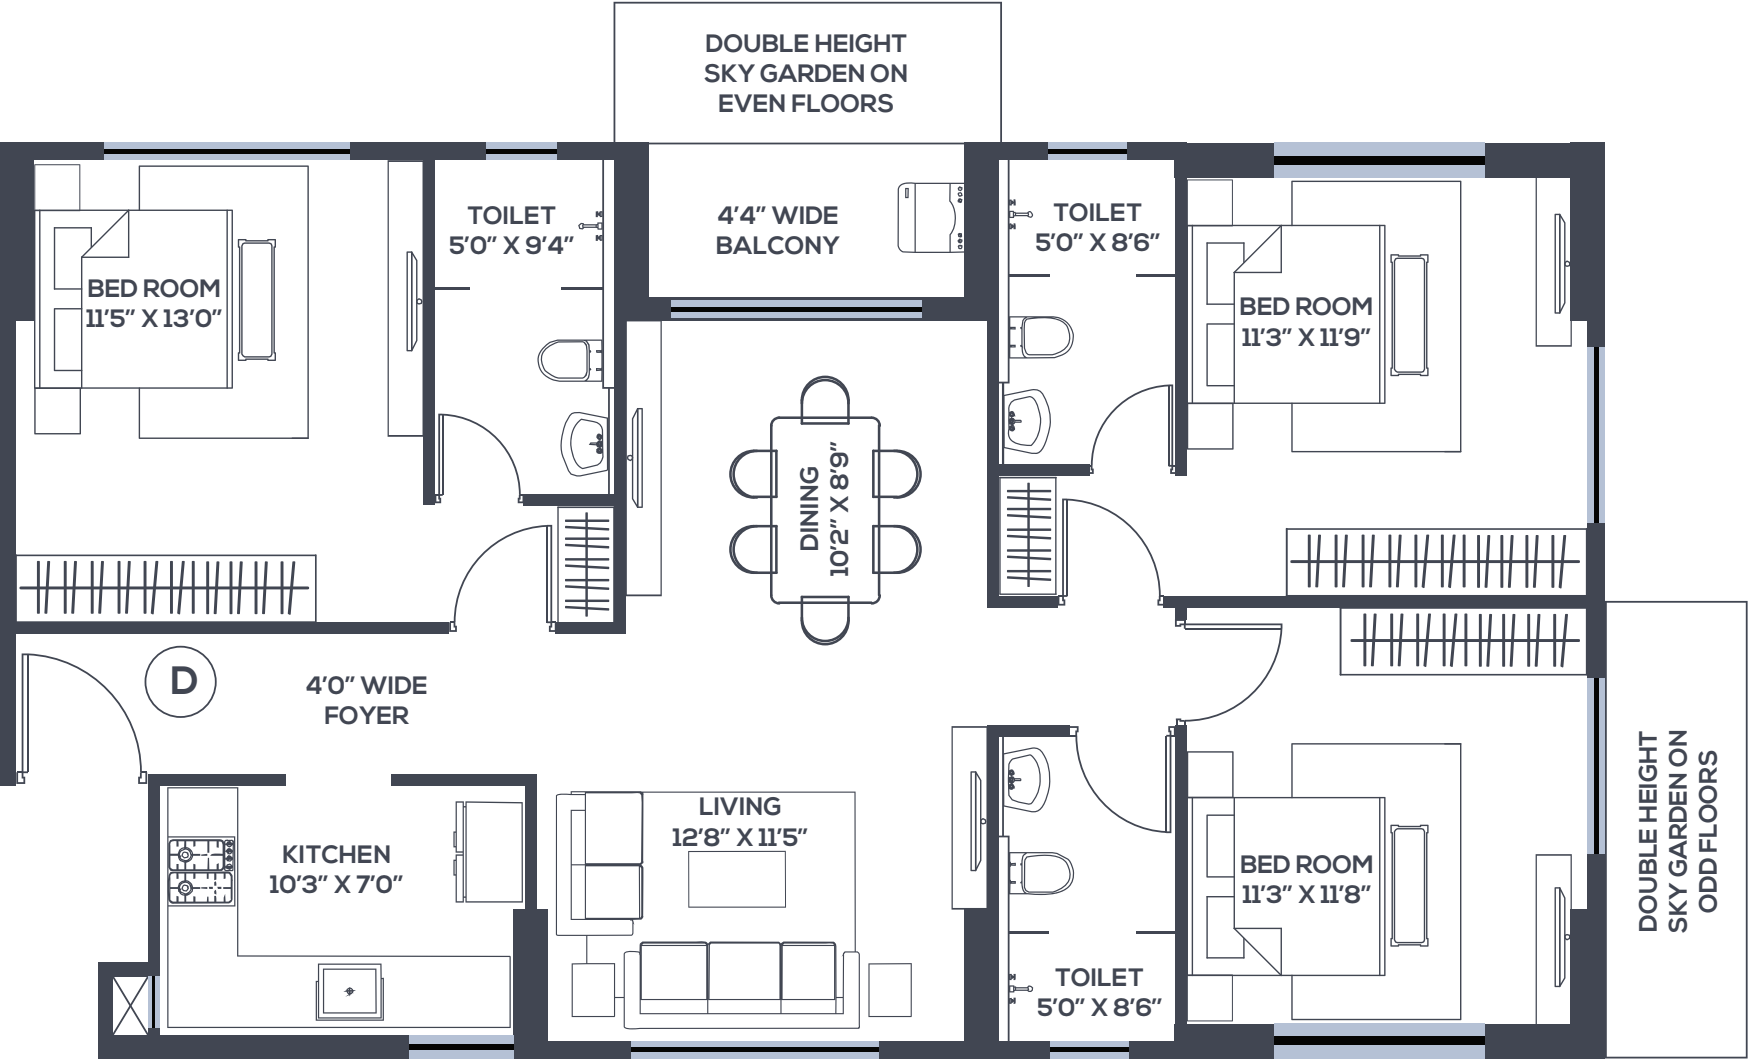 DOUBLE HEIGHT
SKY GARDEN ON
EVEN FLOORS
TOILET
5'0” X 9'4”
4'4” WIDE
BALCONY
TOILET
5'0” X 8'6”
BED ROOM
11'5” X 13'0”
BED ROOM
11'3” X 11'9”
DINING
10'2” X 8'9”
D
4'0” WIDE
FOYER
LIVING
12'8” X 11'5”
KITCHEN
10'3” X 7'0”
BED ROOM
11'3” X 11'8”
DOUBLE HEIGHT
SKY GARDEN ON
ODD FLOORS
TOILET
5'0” X 8'6”